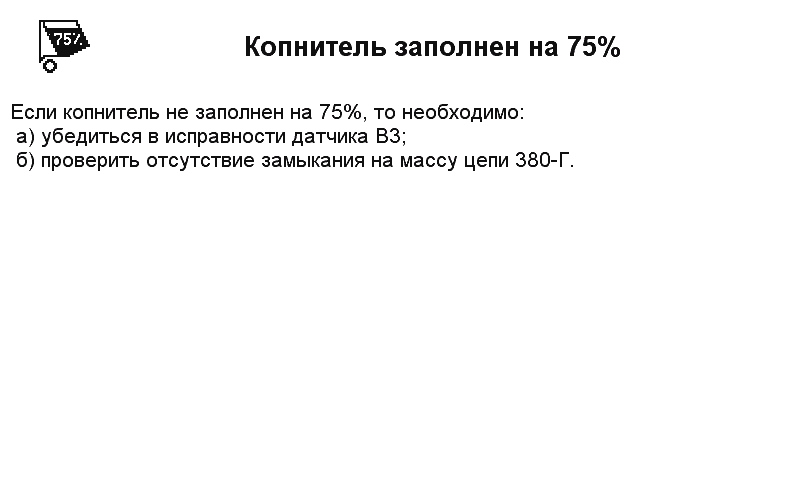 75%
Копнитель заполнен на 75%
Если копнитель не заполнен на 75%, то необходимо:
а) убедиться в исправности датчика В3;
б) проверить отсутствие замыкания на массу цепи 380-Г.